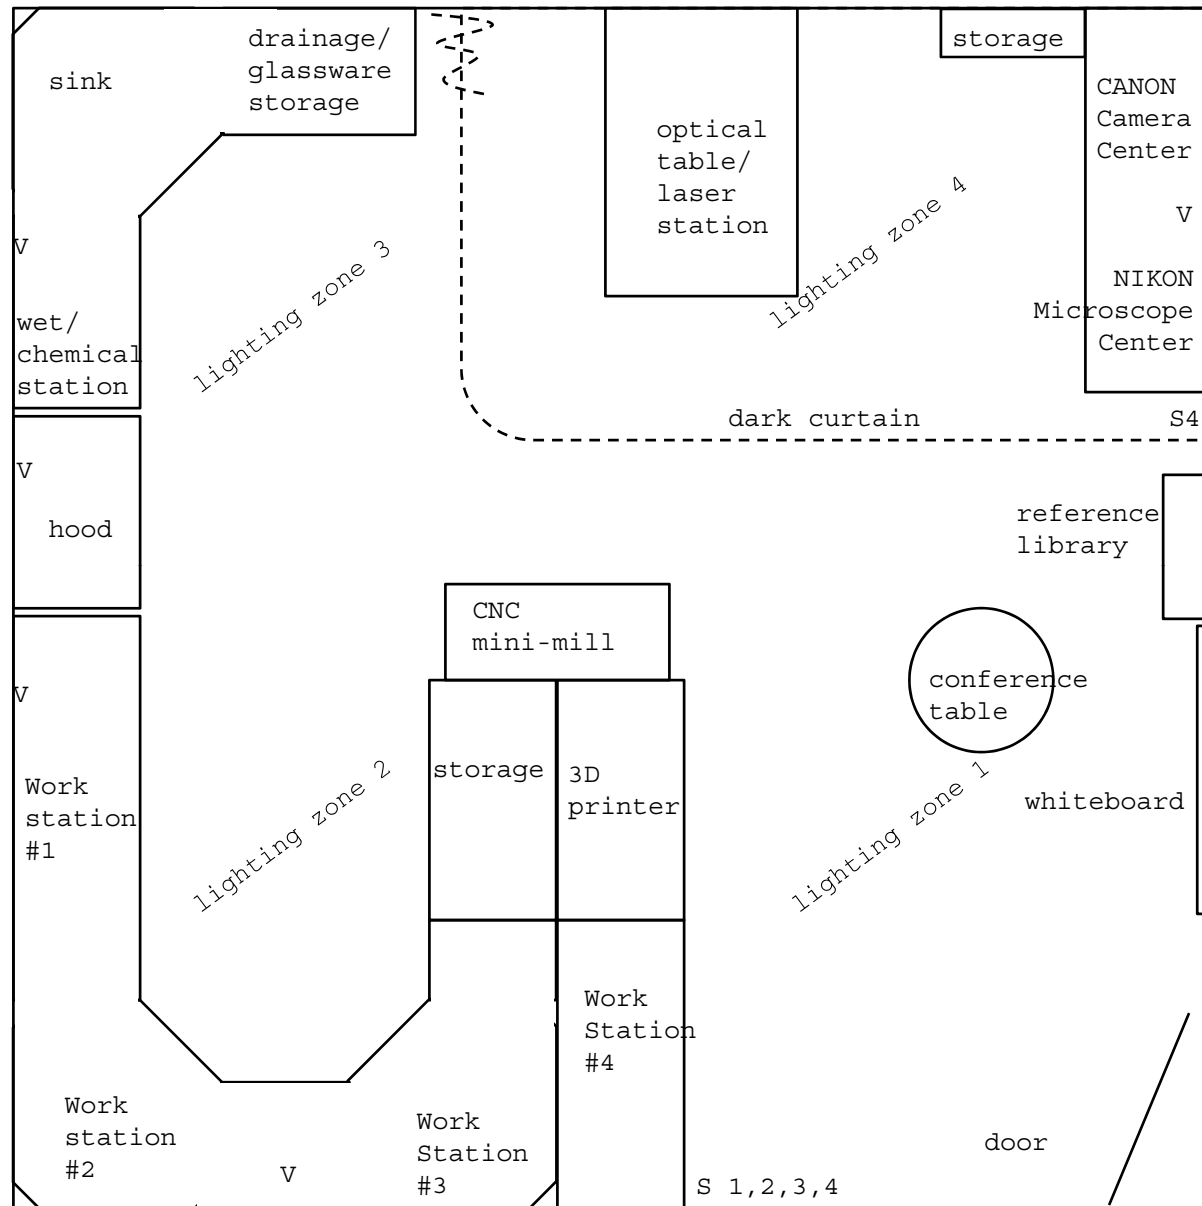 sink
drainage/
glassware
storage
optical
table/
laser
station
storage
CANON
Camera
Center
V
NIKON
Microscope
Center
V
wet/
chemical
station
lighting zone 3
lighting zone 4
dark curtain
S4
V
hood
reference
library
CNC
mini-mill
conference
table
V
Work
station
#1
lighting zone 2
storage
3D
printer
lighting zone 1
whiteboard
Work
Station
#4
Work
station
#2
V
Work
Station
#3
S 1,2,3,4
door